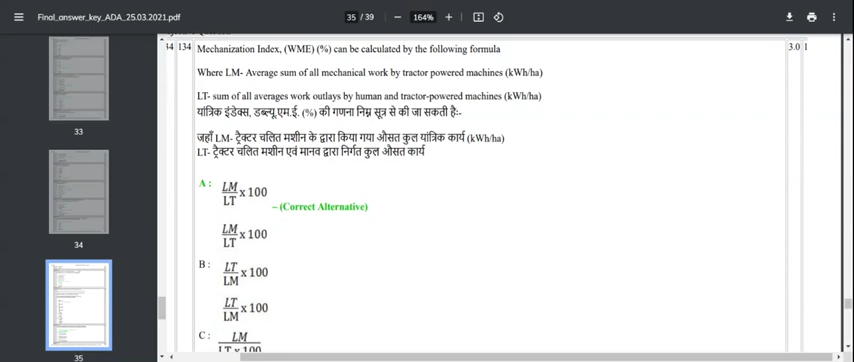 Final_answer_key_ADA_25.03.2021.pdf
35 / 39
164%
33
34
35
134 Mechanization Index, (WME) (%) can be calculated by the following formula 3.0 1
Where LM- Average sum of all mechanical work by tractor powered machines (kWh/ha)
LT- sum of all averages work outlays by human and tractor-powered machines (kWh/ha)
यांत्रिक इंडेक्स, डब्ल्यू.एम.ई. (%) की गणना निम्न सूत्र से की जा सकती है:-
जहाँ LM- ट्रैक्टर चलित मशीन के द्वारा किया गया औसत कुल यांत्रिक कार्य (kWh/ha)
LT- ट्रैक्टर चलित मशीन एवं मानव द्वारा निर्गत कुल औसत कार्य
A : LM/LT x 100 – (Correct Alternative)
LM/LT x 100
B : LT/LM x 100
LT/LM x 100
C : LM
LT x 100